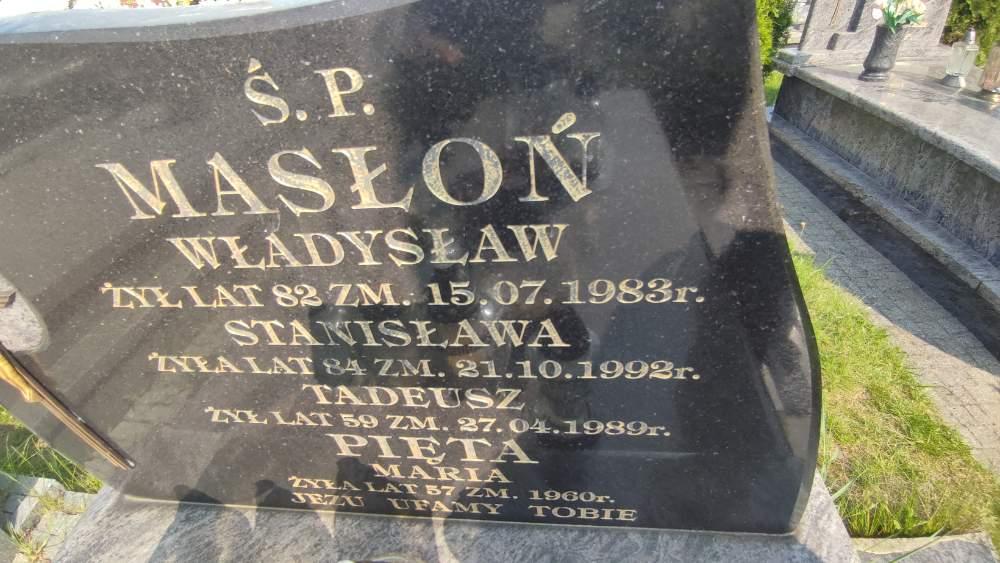 Ś. P.
MASŁOŃ
WŁADYSŁAW
ŻYŁ LAT 82 ZM. 15.07.1983r.
STANISŁAWA
ŻYŁA LAT 84 ZM. 21.10.1992r.
TADEUSZ
ŻYŁ LAT 59 ZM. 27.04.1989r.
PIĘTA
MARIA
ŻYŁA LAT 57 ZM. 1960r.
JEZU UFAMY TOBIE